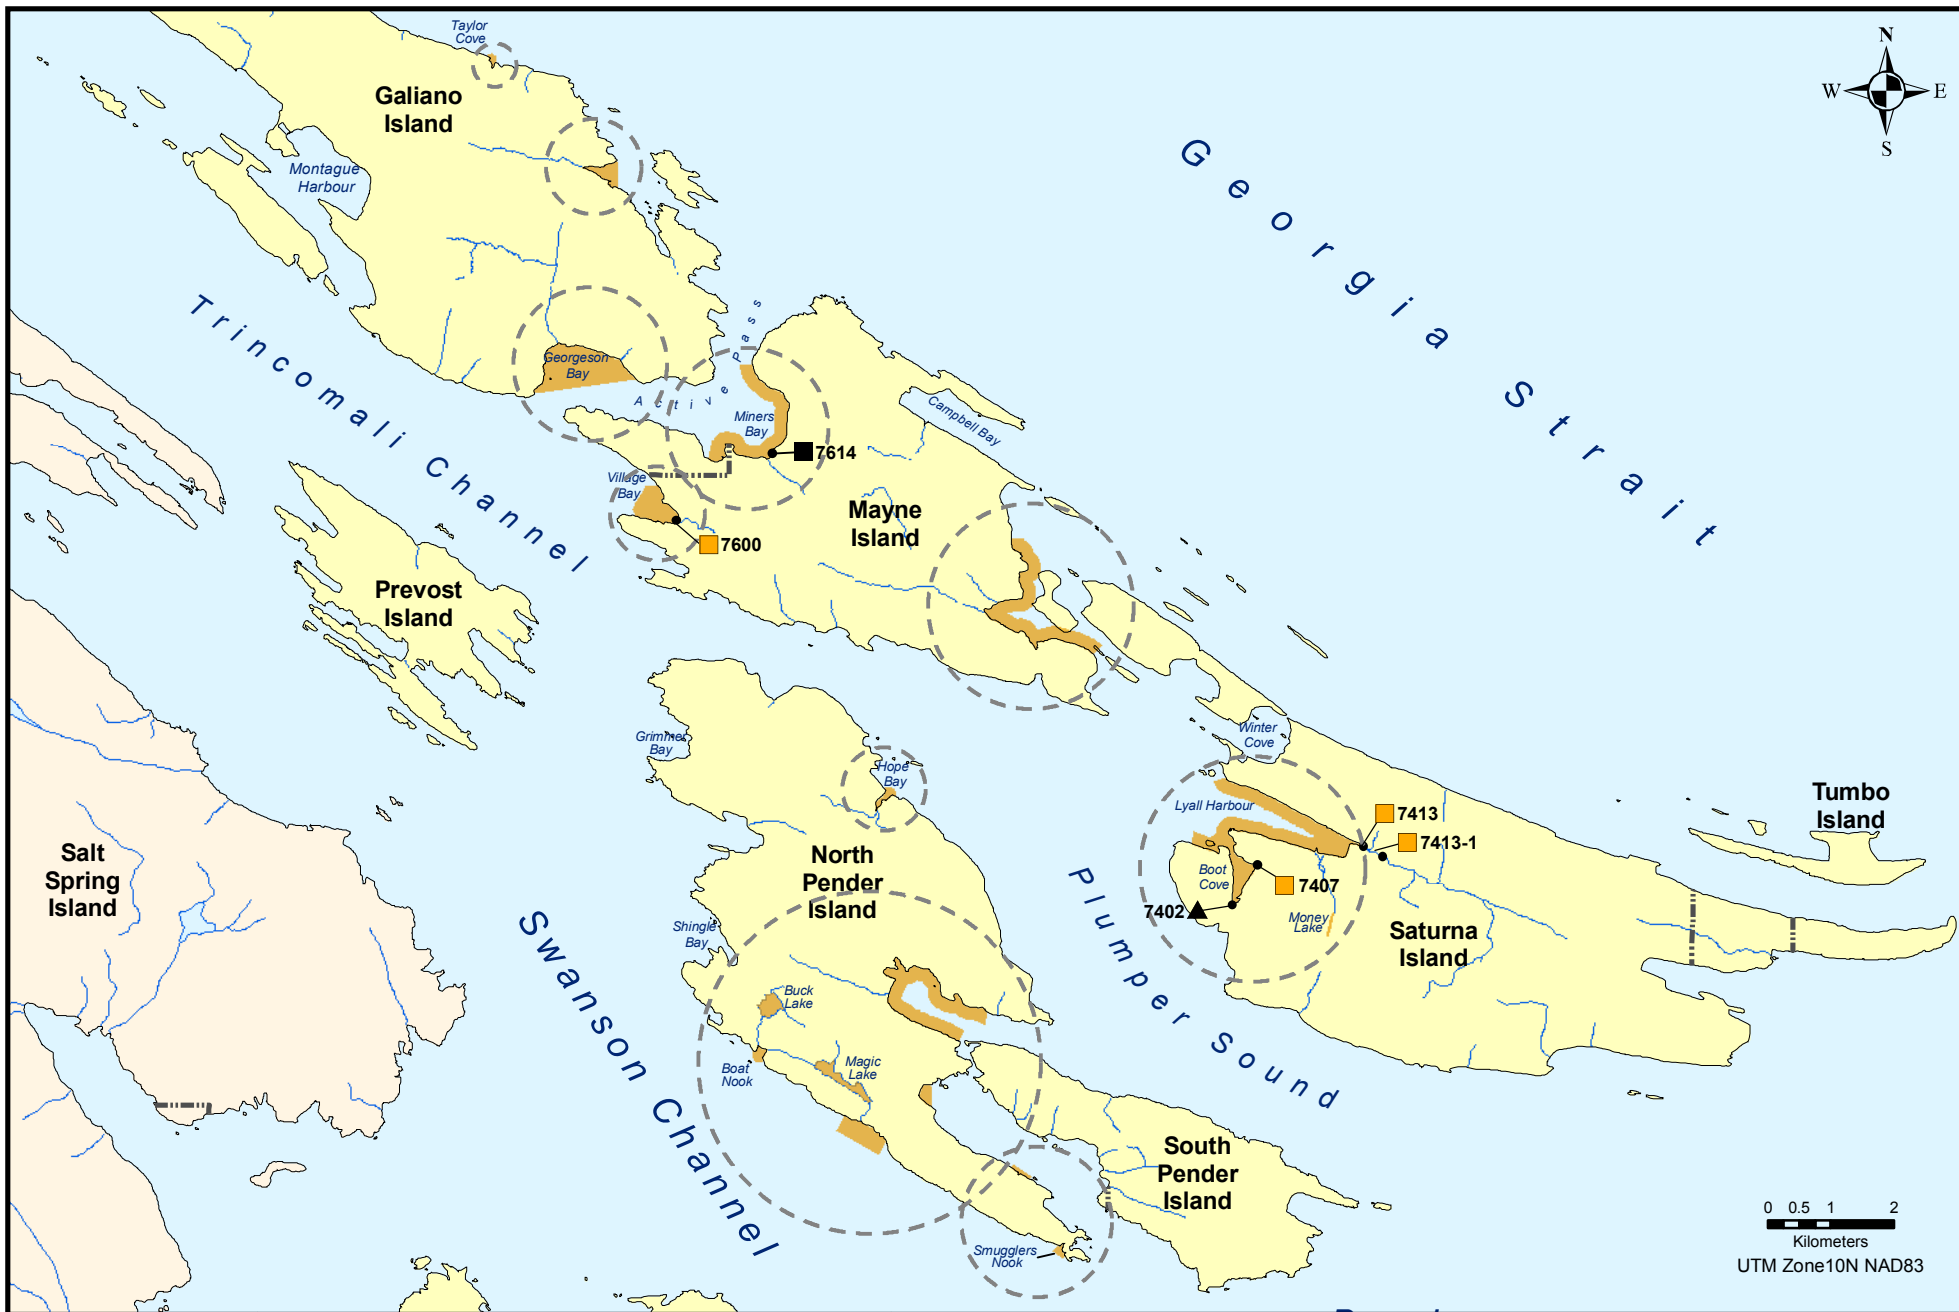 Taylor
Cove
N
W
E
S
Galiano
Island
Georgia Strait
Montague
Harbour
Trincomali Channel
Georgeson
Bay
Active Pass
Miners
Bay
Campbell Bay
7614
Village
Bay
7600
Mayne
Island
Prevost
Island
Grimmer
Bay
Hope
Bay
Winter
Cove
Lyall Harbour
7413
7413-1
Tumbo
Island
Salt
Spring
Island
North
Pender
Island
Boot
Cove
7407
7402
Money
Lake
Saturna
Island
Plumper Sound
Swanson Channel
Shingle
Bay
Buck
Lake
Boat
Nook
Magic
Lake
South
Pender
Island
Smugglers
Nook
0 0.5 1 2
Kilometers
UTM Zone10N NAD83